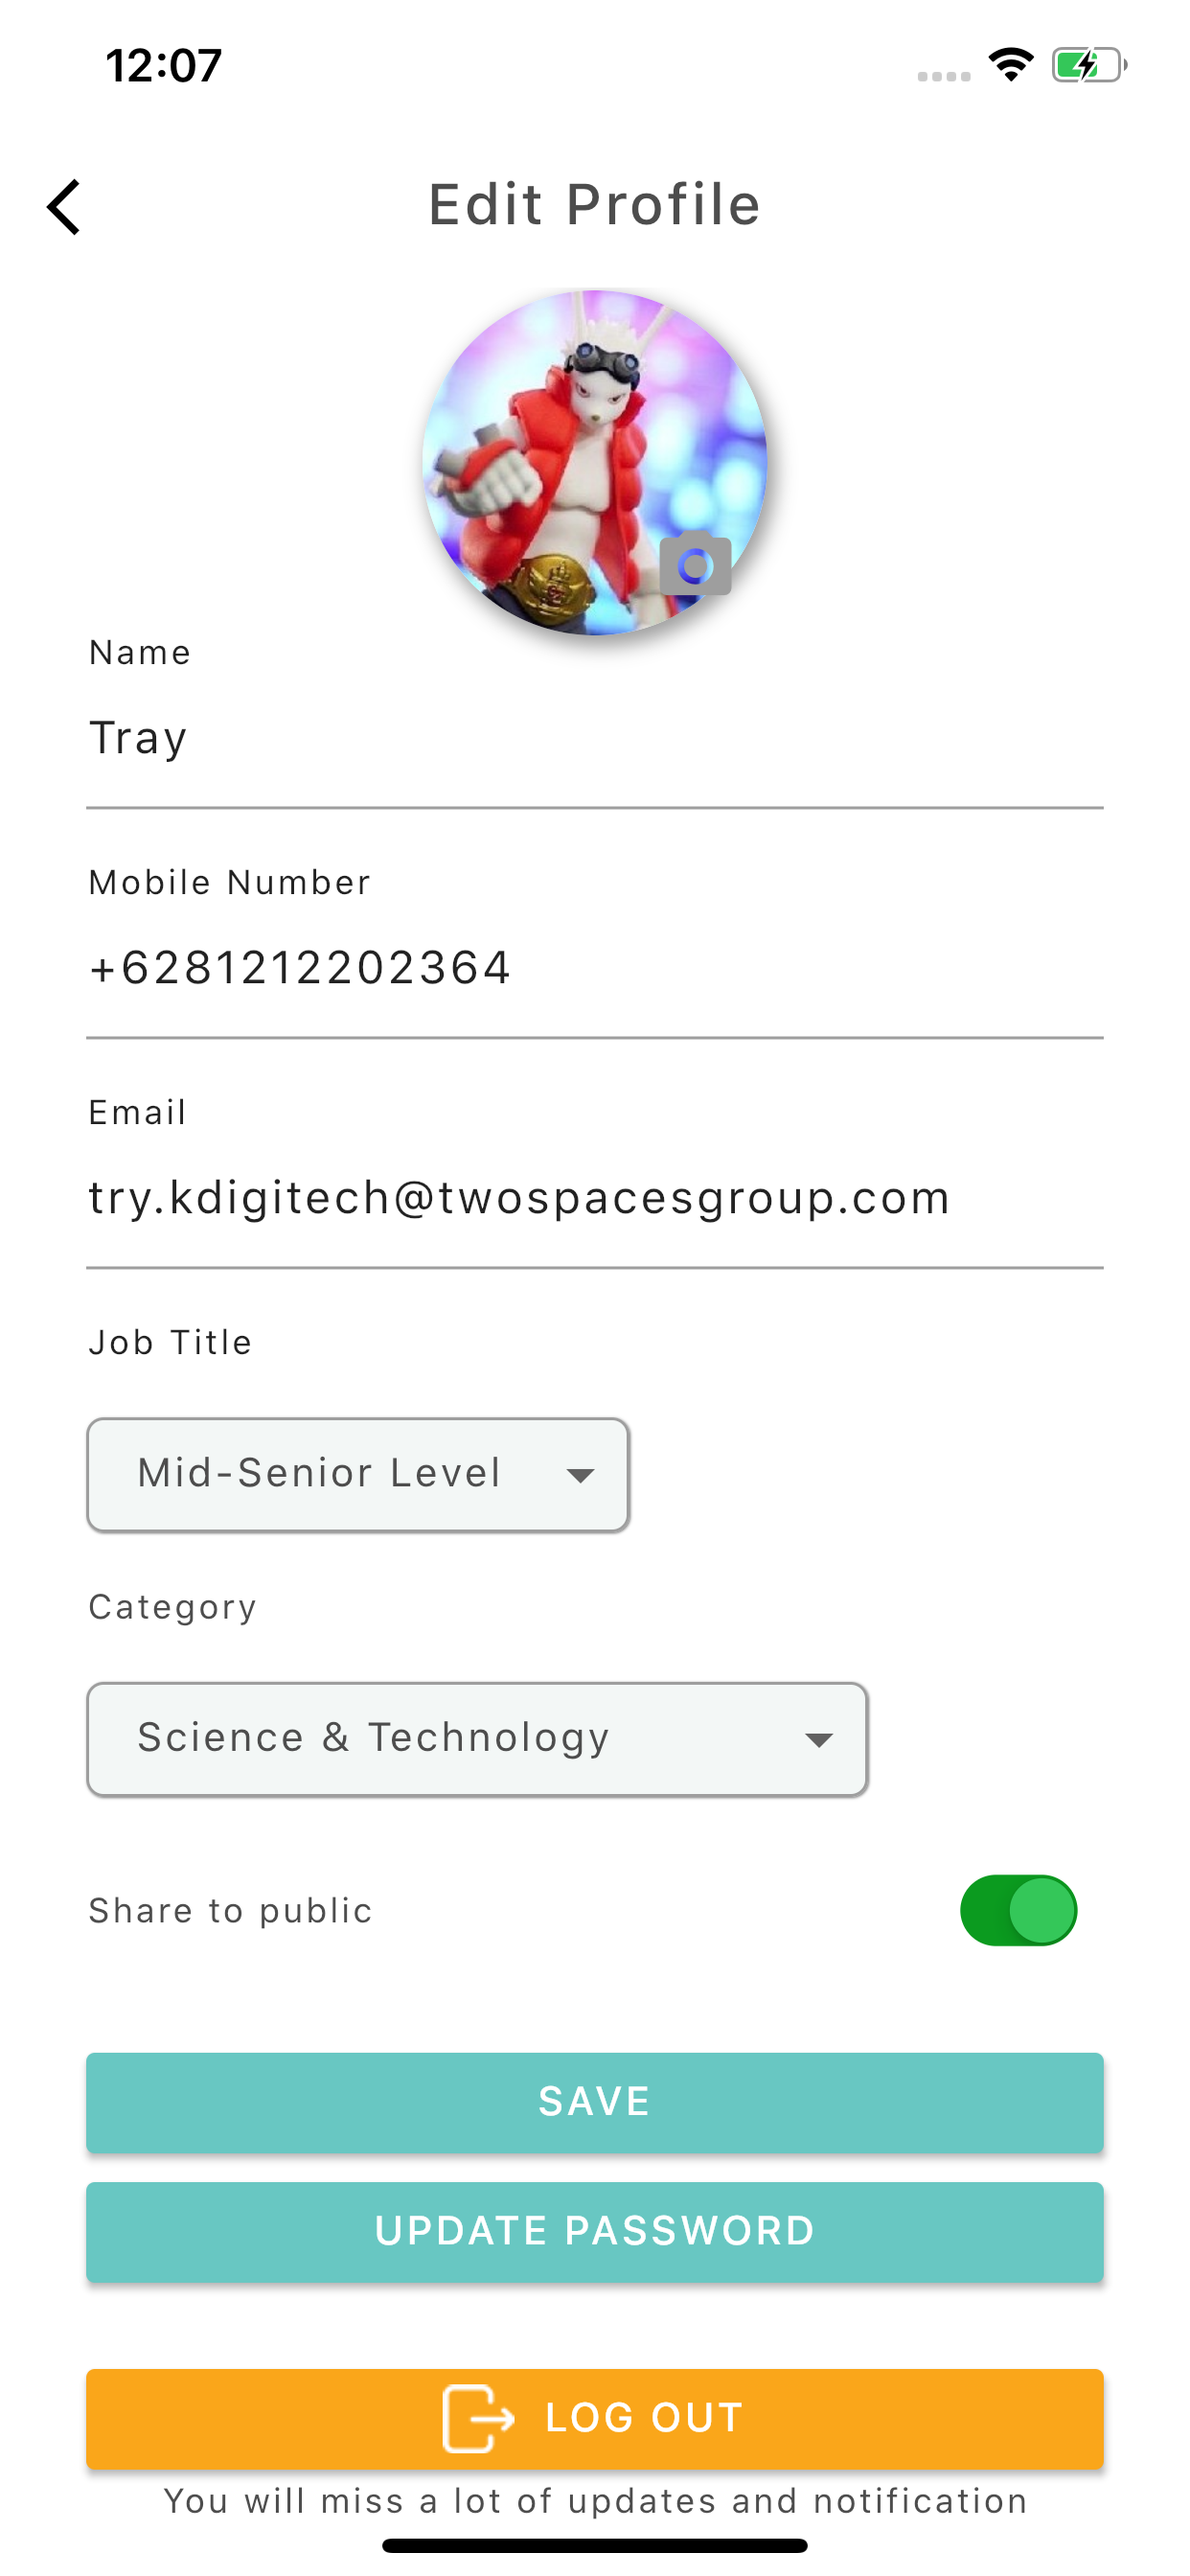 12:07
Edit Profile
Name
Tray
Mobile Number
+6281212202364
Email
try.kdigitech@twospacesgroup.com
Job Title
Mid-Senior Level
Category
Science & Technology
Share to public
SAVE
UPDATE PASSWORD
LOG OUT
You will miss a lot of updates and notification